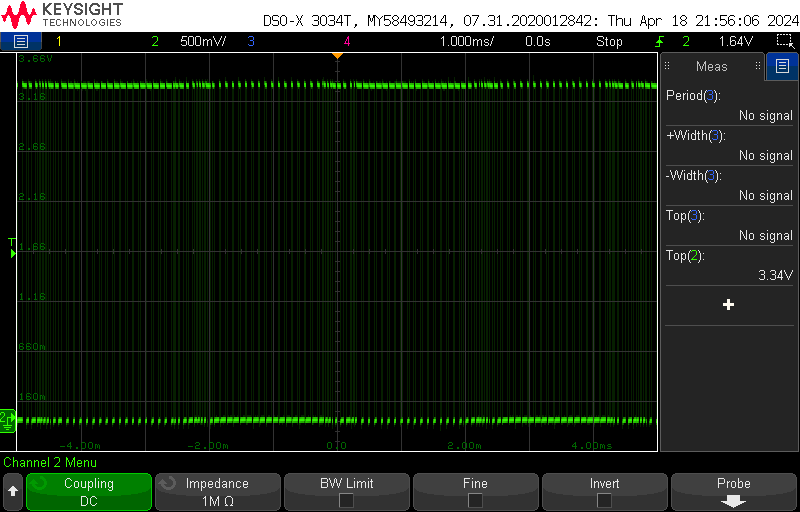 KEYSIGHT
TECHNOLOGIES
DSO-X 3034T, MY58493214, 07.31.2020012842: Thu Apr 18 21:56:06 2024
1 2 500mV/ 3 4 1.000ms/ 0.0s Stop 2 1.64V
3.66V
3.16
2.66
2.16
T
1.66
1.16
660m
160m
2
-4.00m -2.00m 0.0 2.00m 4.00ms
Meas
Period(3):
No signal
+Width(3):
No signal
-Width(3):
No signal
Top(3):
No signal
Top(2):
3.34V
Channel 2 Menu
Coupling
DC
Impedance
1M Ω
BW Limit
Fine
Invert
Probe